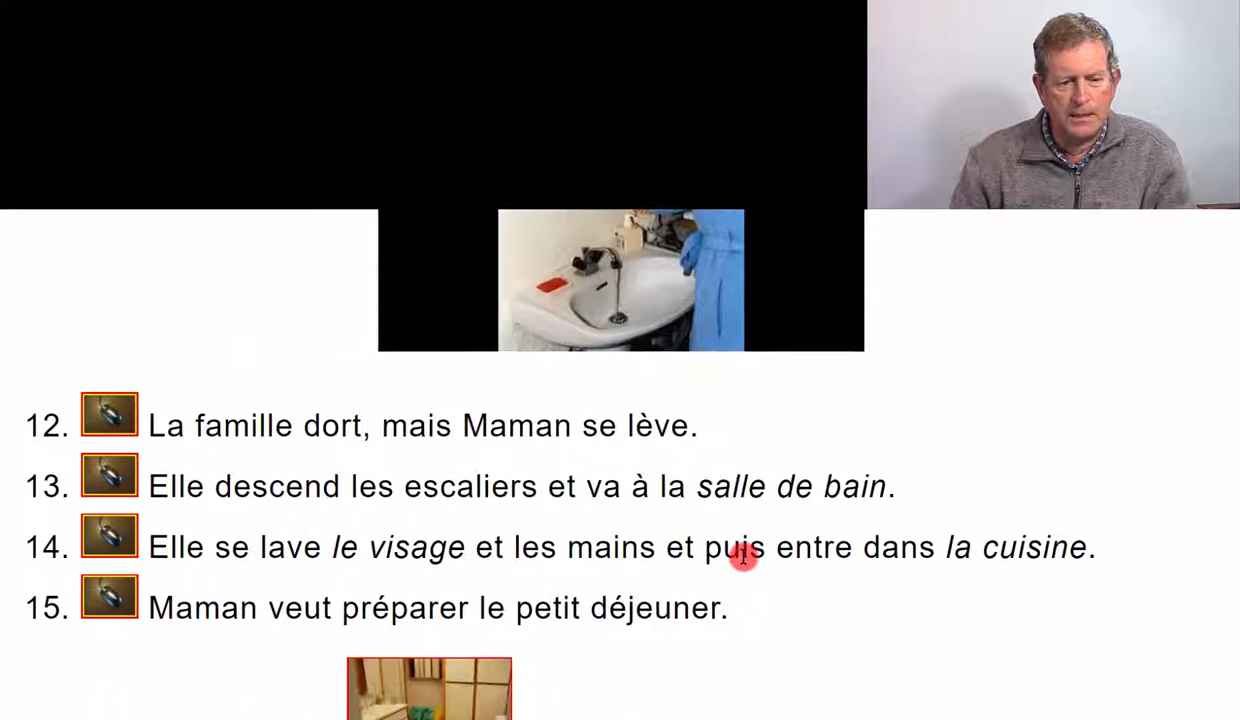 12. La famille dort, mais Maman se lève.
13. Elle descend les escaliers et va à la salle de bain.
14. Elle se lave le visage et les mains et puis entre dans la cuisine.
15. Maman veut préparer le petit déjeuner.